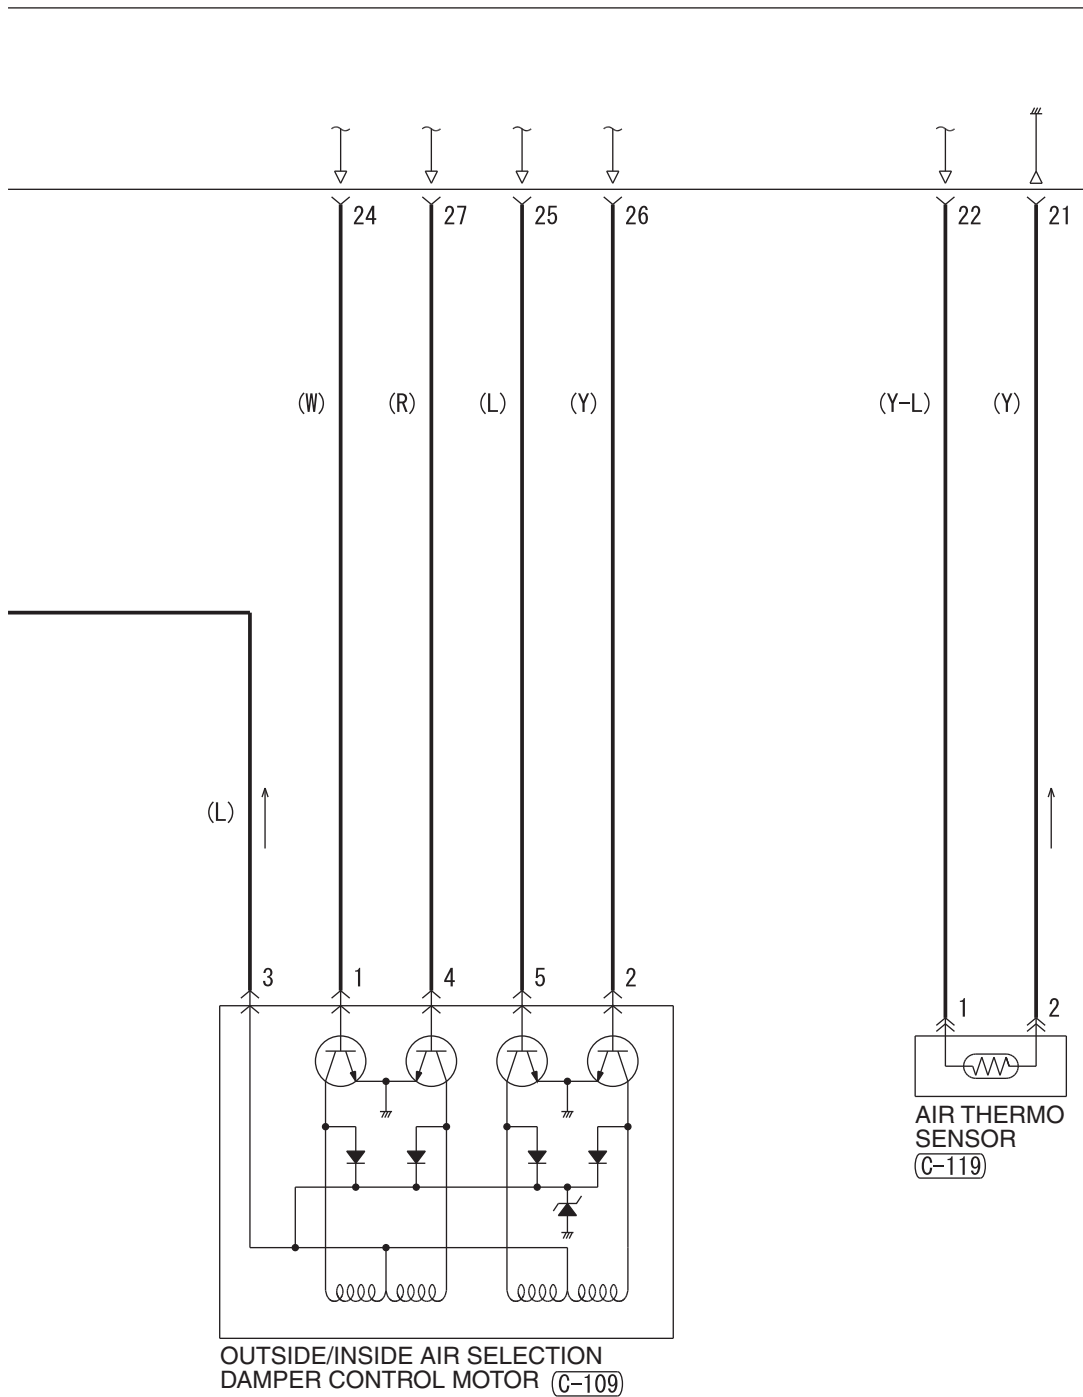 24 27 25 26 22 21
(W) (R) (L) (Y) (Y-L) (Y)
(L)
3 1 4 5 2 1 2
AIR THERMO
SENSOR
C-119
OUTSIDE/INSIDE AIR SELECTION
DAMPER CONTROL MOTOR C-109